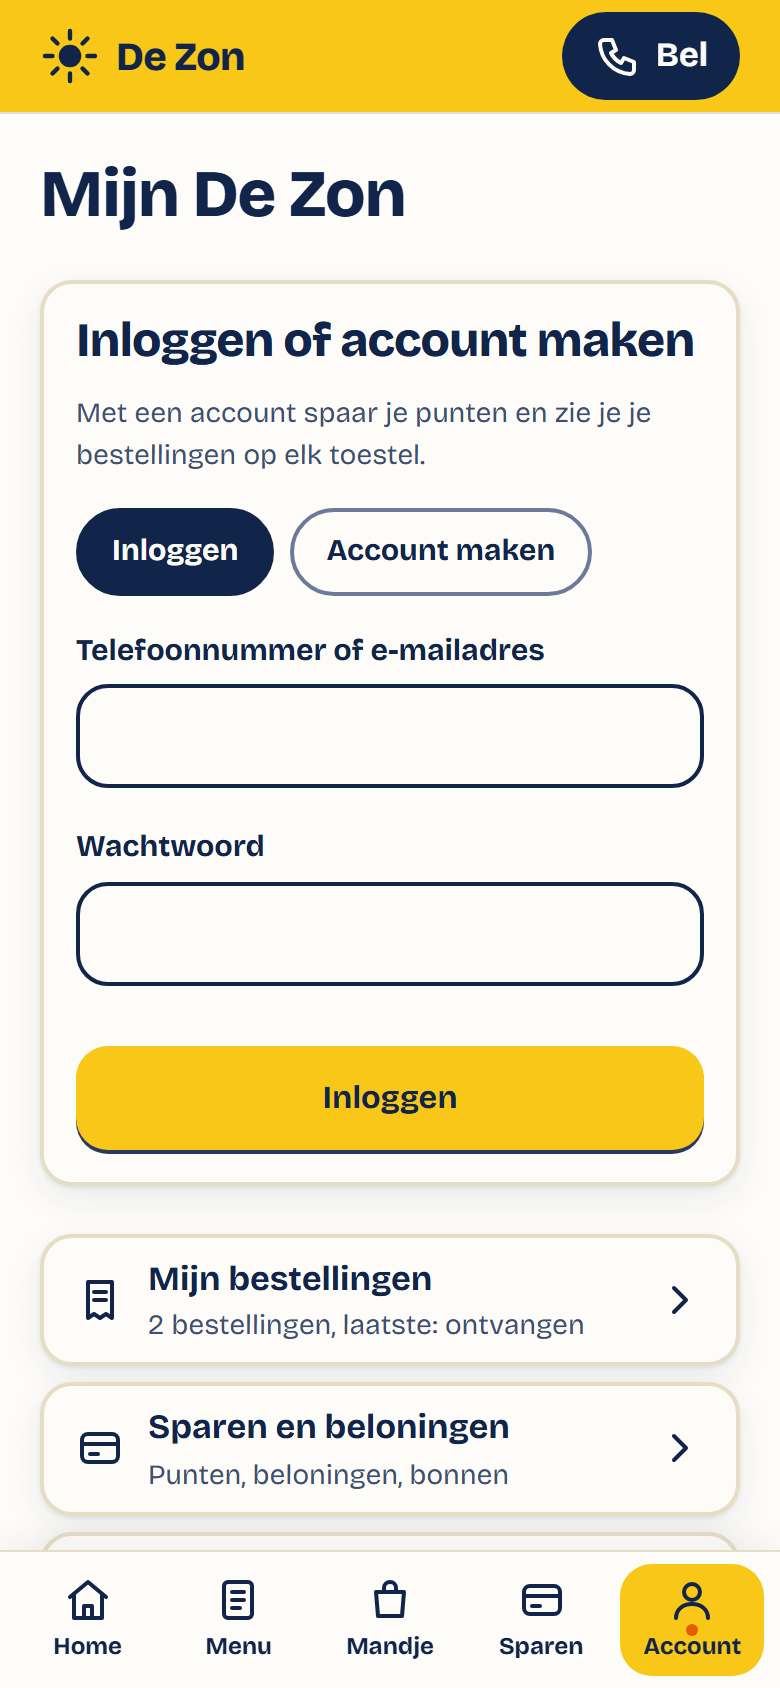 De Zon
Bel
Mijn De Zon
Inloggen of account maken
Met een account spaar je punten en zie je je
bestellingen op elk toestel.
Inloggen
Account maken
Telefoonnummer of e-mailadres
Wachtwoord
Inloggen
Mijn bestellingen
2 bestellingen, laatste: ontvangen
Sparen en beloningen
Punten, beloningen, bonnen
Home
Menu
Mandje
Sparen
Account